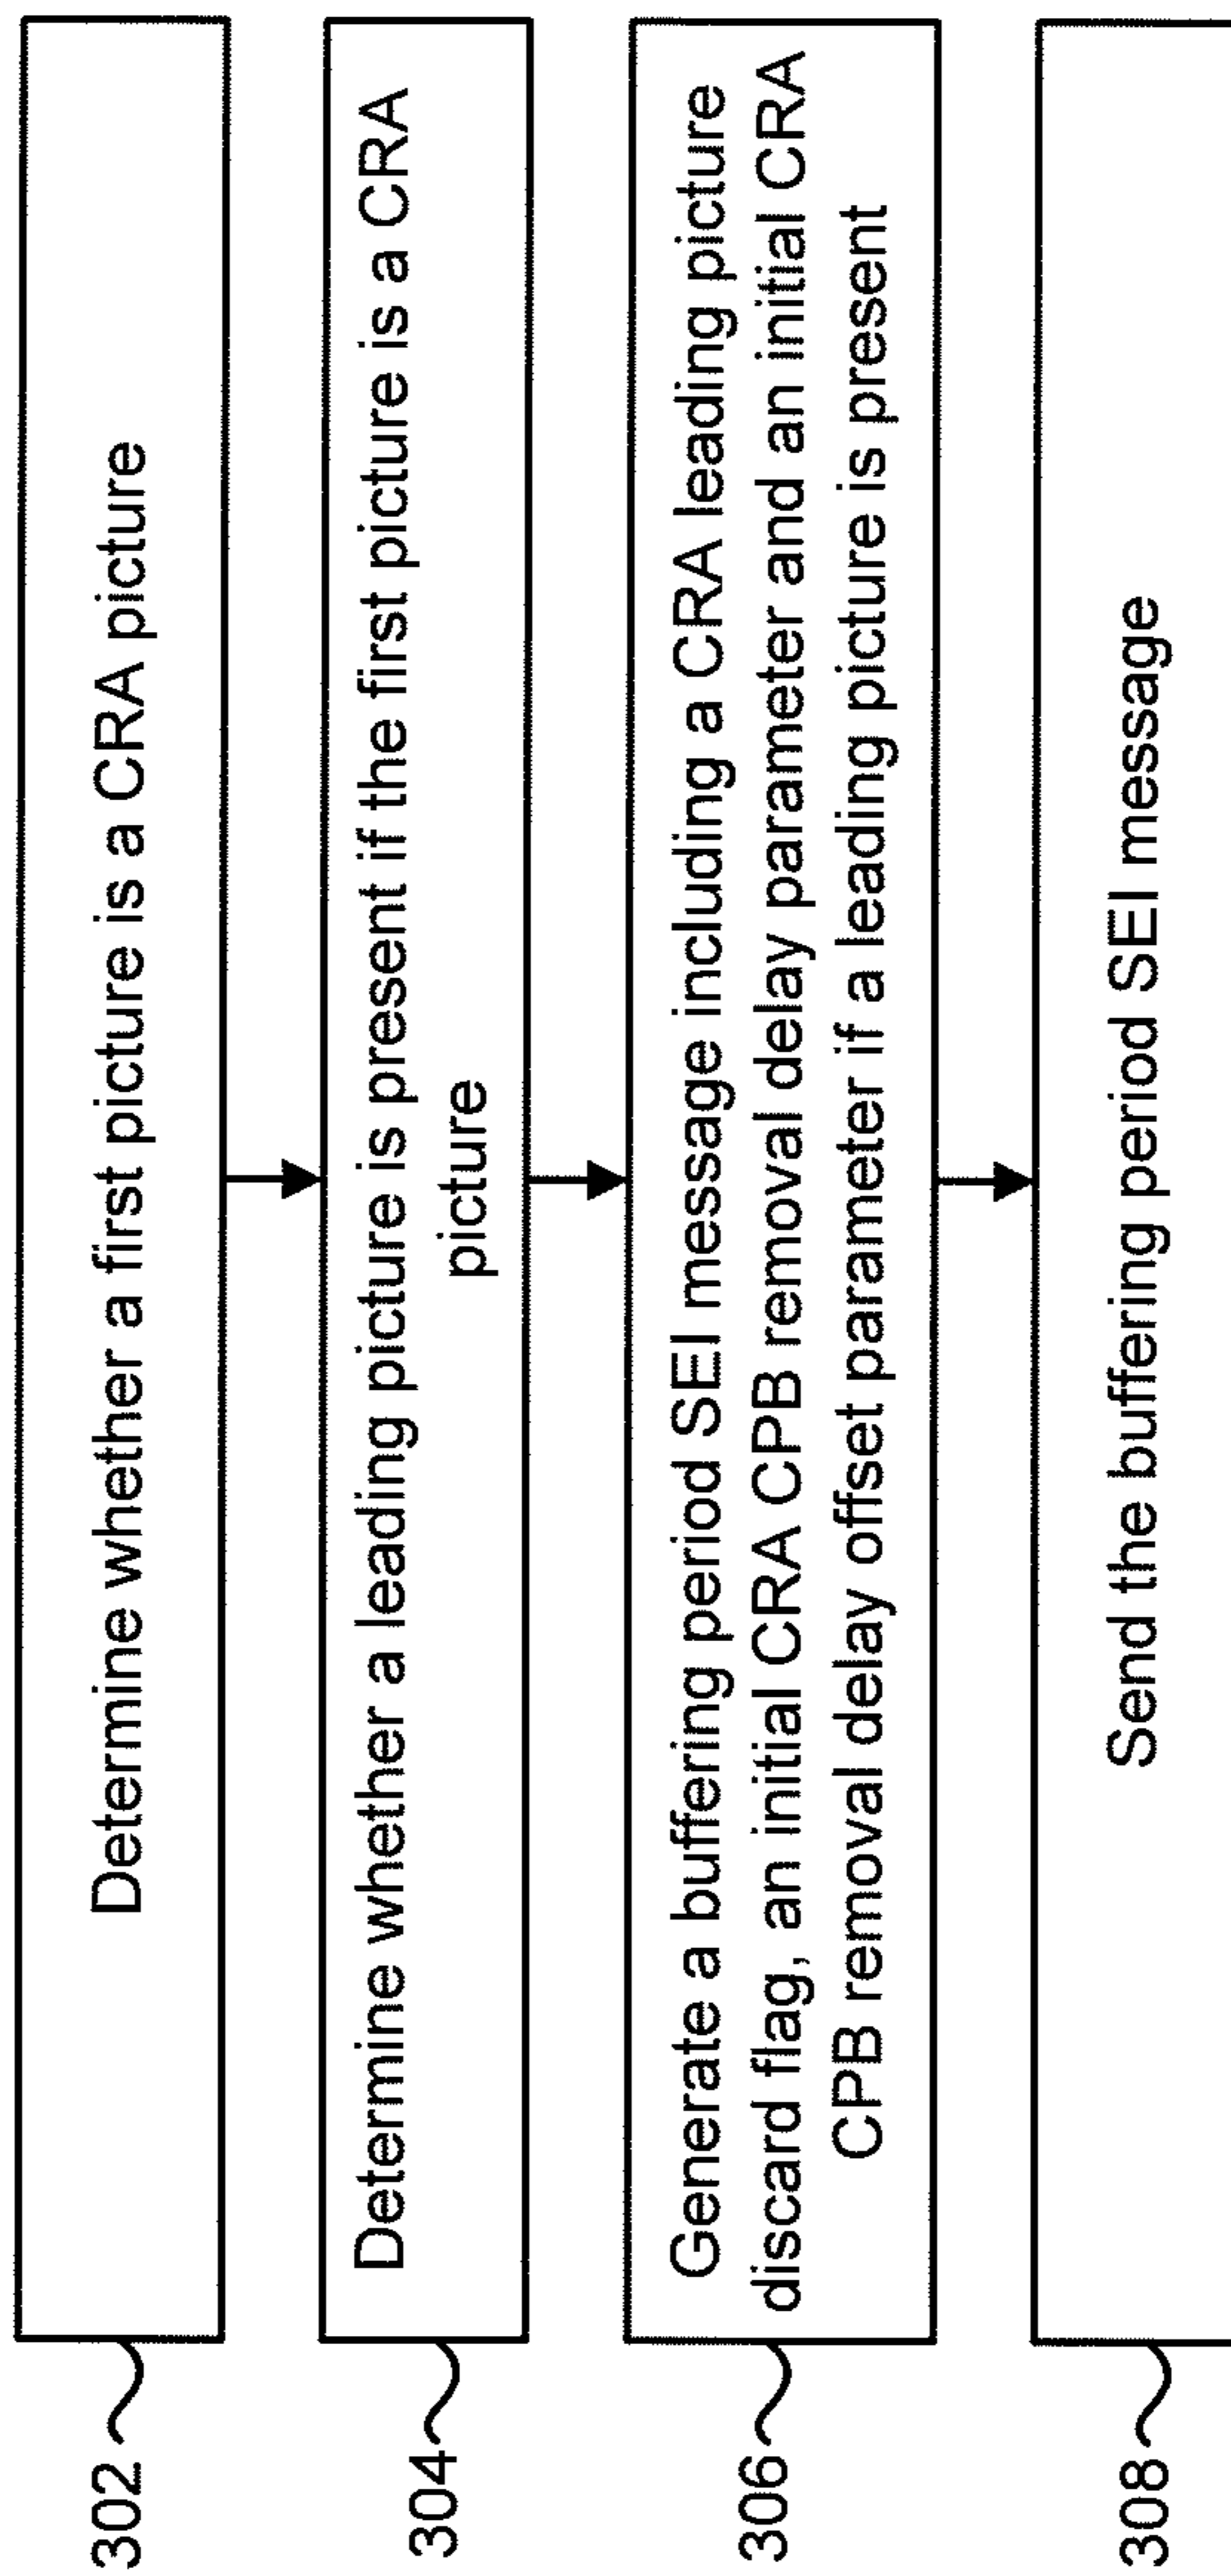 302
Determine whether a first picture is a CRA picture
304
Determine whether a leading picture is present if the first picture is a CRA
picture
306
Generate a buffering period SEI message including a CRA leading picture
discard flag, an initial CRA CPB removal delay parameter and an initial CRA
CPB removal delay offset parameter if a leading picture is present
308
Send the buffering period SEI message